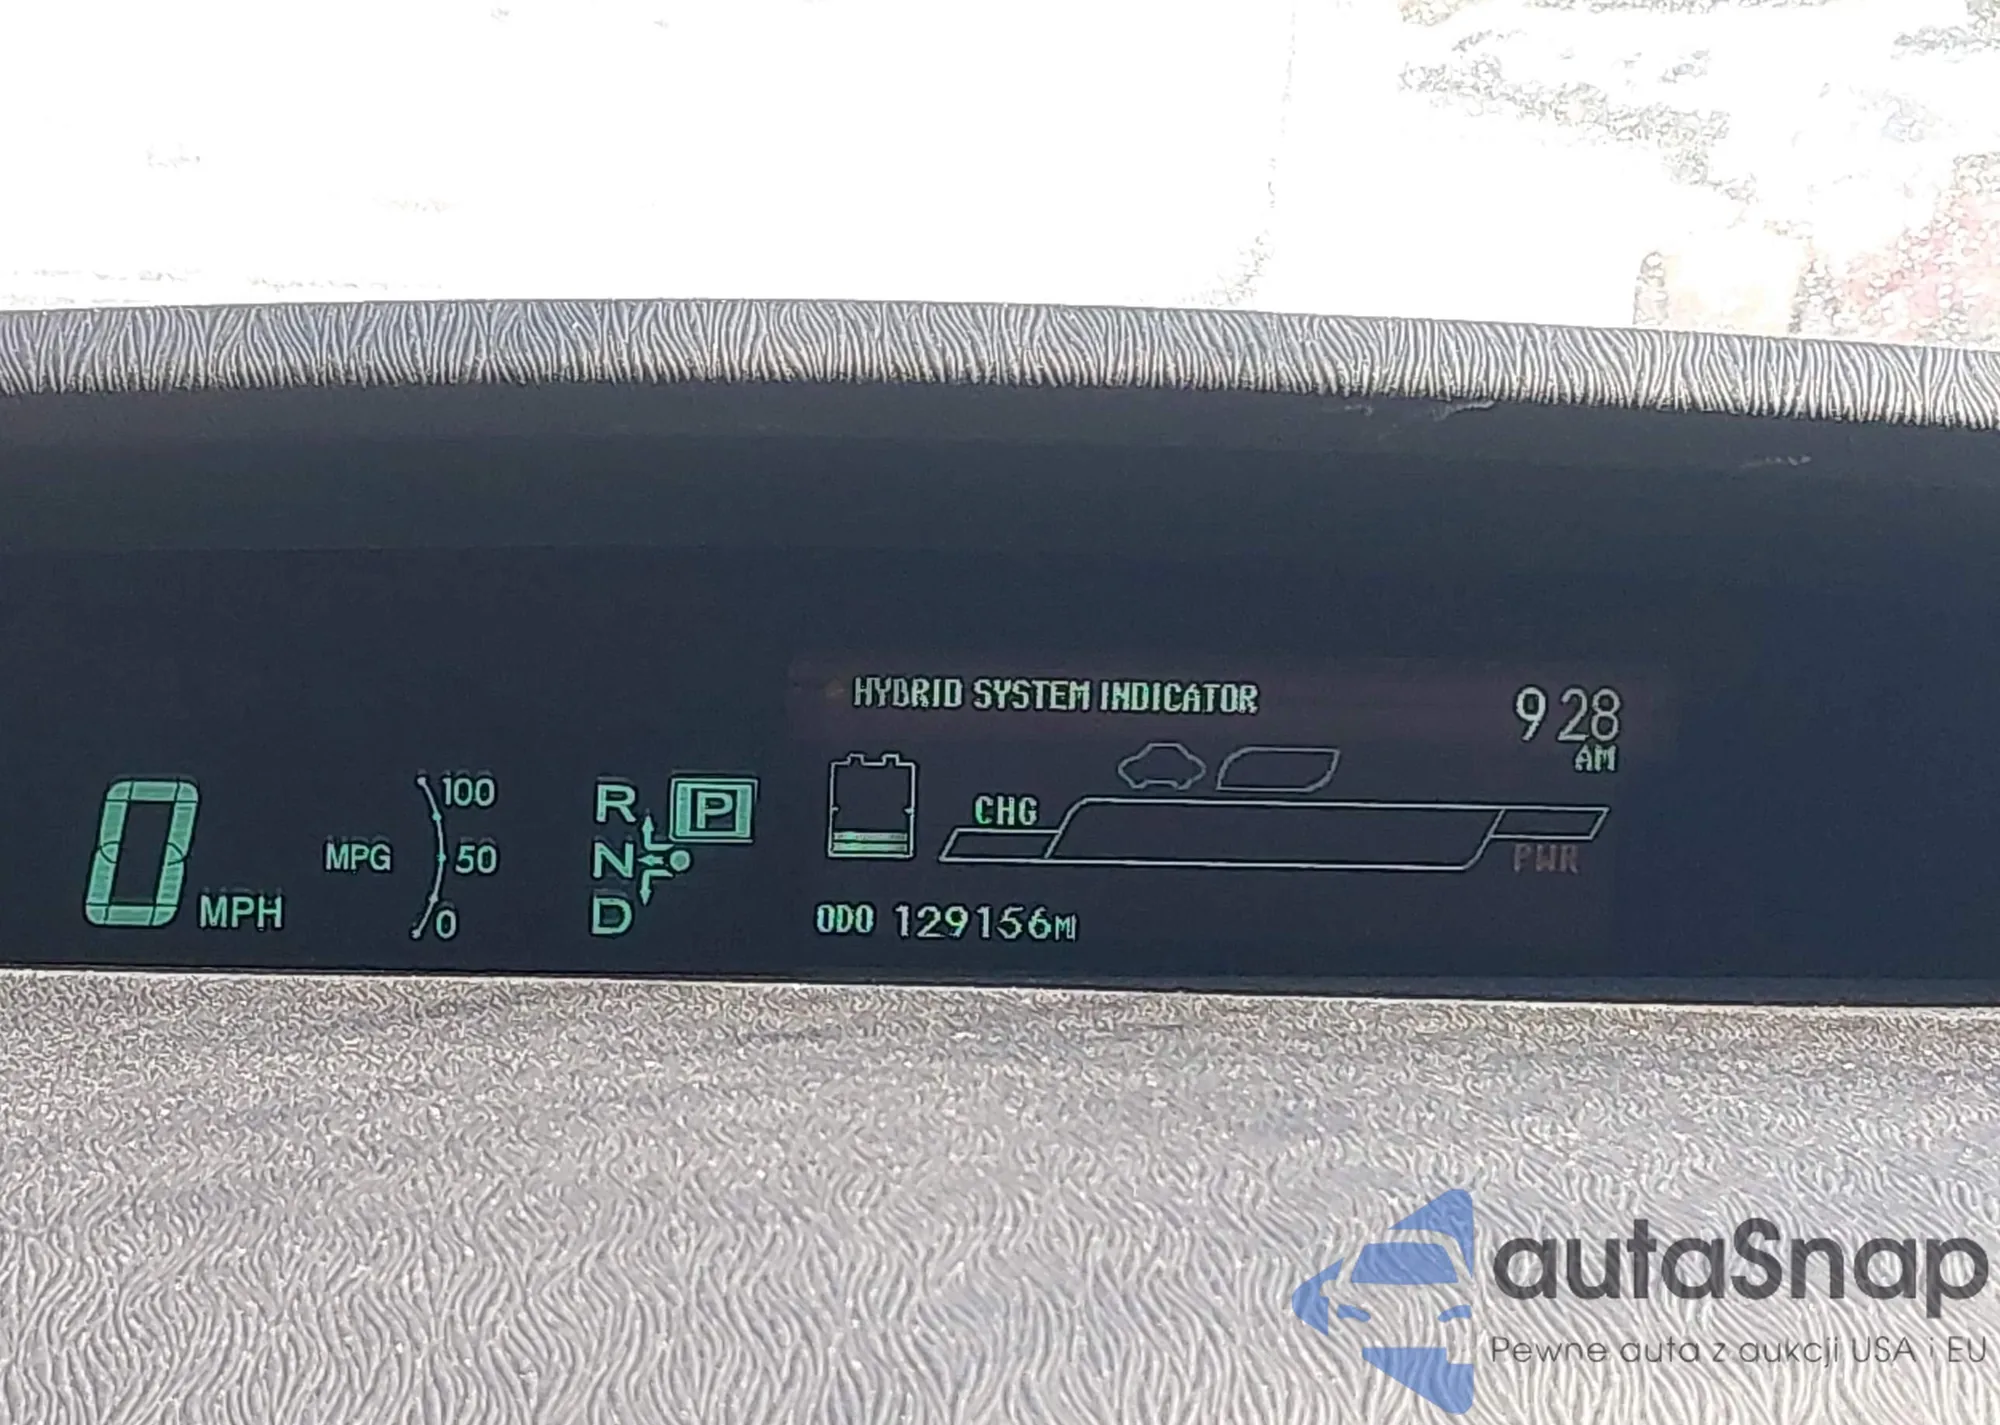 HYBRID SYSTEM INDICATOR
9 28
AM
0 MPH
MPG
100
50
0
R
N
D
P
CHG
PWR
ODO 129156MI
autaSnap
Pewne auta z aukcji USA i EU